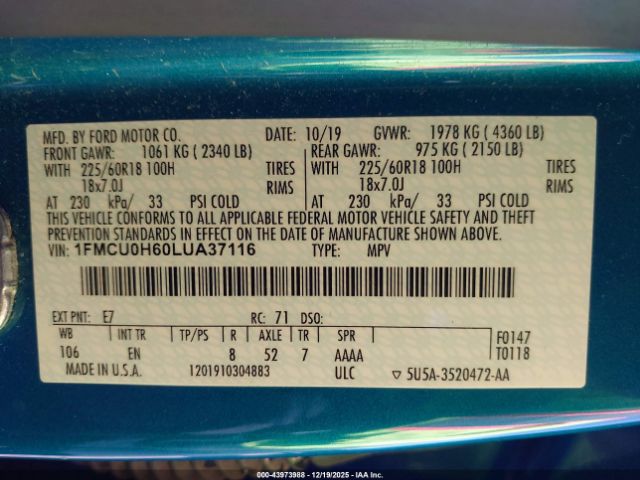 MFD. BY FORD MOTOR CO. DATE: 10/19 GVWR: 1978 KG ( 4360 LB)
FRONT GAWR: 1061 KG ( 2340 LB) REAR GAWR: 975 KG ( 2150 LB)
WITH 225/60R18 100H TIRES WITH 225/60R18 100H TIRES
18x7.0J RIMS 18x7.0J RIMS
AT 230 kPa/ 33 PSI COLD AT 230 kPa/ 33 PSI COLD
THIS VEHICLE CONFORMS TO ALL APPLICABLE FEDERAL MOTOR VEHICLE SAFETY AND THEFT
PREVENTION STANDARDS IN EFFECT ON THE DATE OF MANUFACTURE SHOWN ABOVE.
VIN: 1FMCU0H60LUA37116 TYPE: MPV
EXT PNT: E7 RC: 71 DSO:
WB INT TR TP/PS R AXLE TR SPR F0147
106 EN 8 52 7 AAAA T0118
MADE IN U.S.A. 1201910304883 ULC ▽ 5U5A-3520472-AA
000-43973988 - 12/19/2025 - IAA Inc.